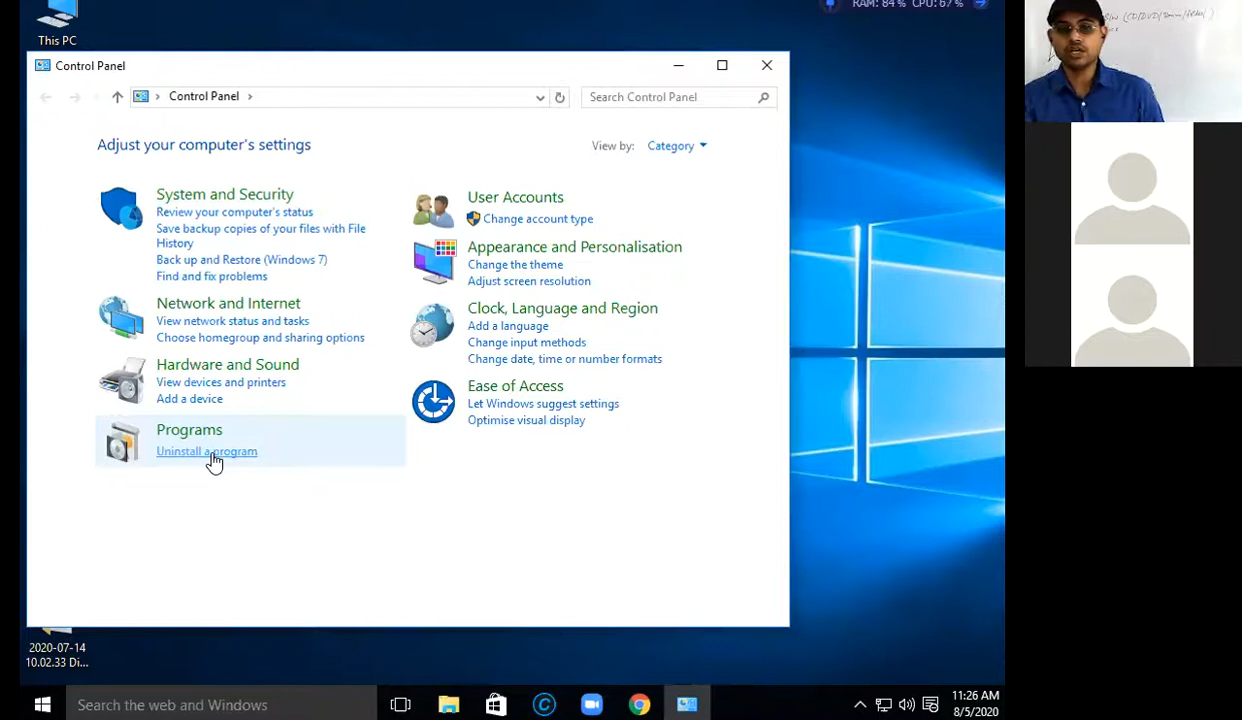 This PC
RAM: 84 % CPU: 67 %
Control Panel
Control Panel
Search Control Panel
Adjust your computer's settings
View by: Category
System and Security
Review your computer's status
Save backup copies of your files with File
History
Back up and Restore (Windows 7)
Find and fix problems
Network and Internet
View network status and tasks
Choose homegroup and sharing options
Hardware and Sound
View devices and printers
Add a device
Programs
Uninstall a program
User Accounts
Change account type
Appearance and Personalisation
Change the theme
Adjust screen resolution
Clock, Language and Region
Add a language
Change input methods
Change date, time or number formats
Ease of Access
Let Windows suggest settings
Optimise visual display
2020-07-14
10.02.33 Di...
Search the web and Windows
11:26 AM
8/5/2020